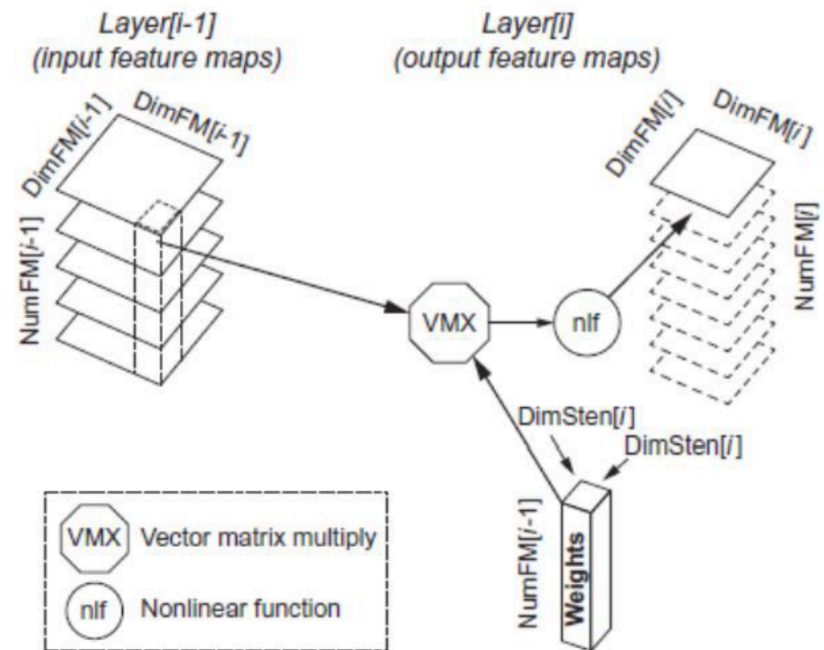 Layer[i-1]
(input feature maps)
Layer[i]
(output feature maps)
DimFM[i-1]
DimFM[i-1]
NumFM[i-1]
DimFM[i]
DimFM[i]
NumFM[i]
VMX
nlf
DimSten[i]
DimSten[i]
NumFM[i-1]
Weights
VMX Vector matrix multiply
nlf Nonlinear function